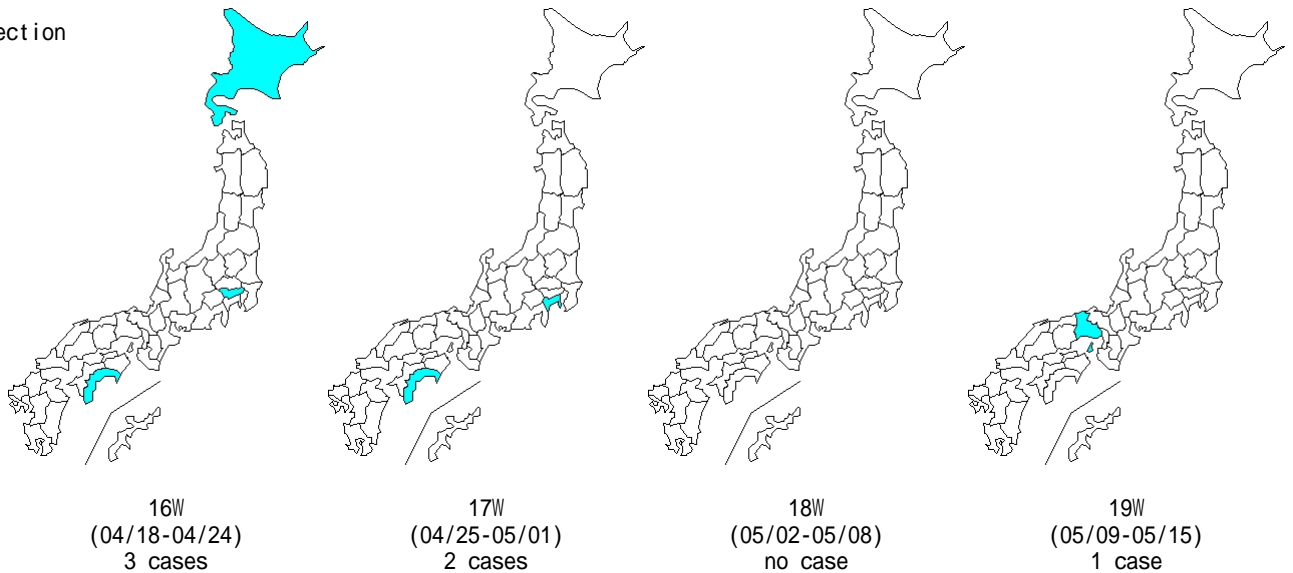 ection
16W
(04/18-04/24)
3 cases
17W
(04/25-05/01)
2 cases
18W
(05/02-05/08)
no case
19W
(05/09-05/15)
1 case